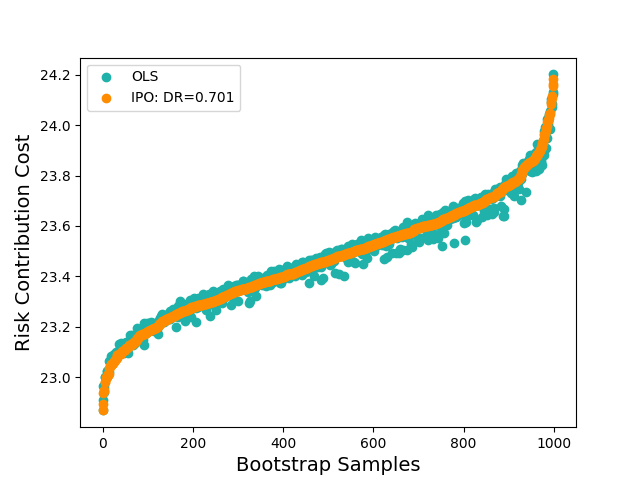 OLS
IPO: DR=0.701
Risk Contribution Cost
24.2
24.0
23.8
23.6
23.4
23.2
23.0
0 200 400 600 800 1000
Bootstrap Samples